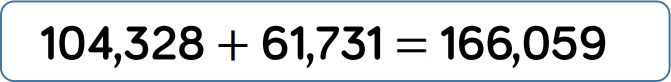 104,328 + 61,731 = 166,059